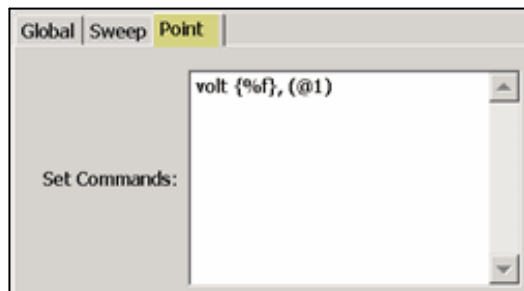 Global Sweep Point
volt {%f}, (@1)
Set Commands: